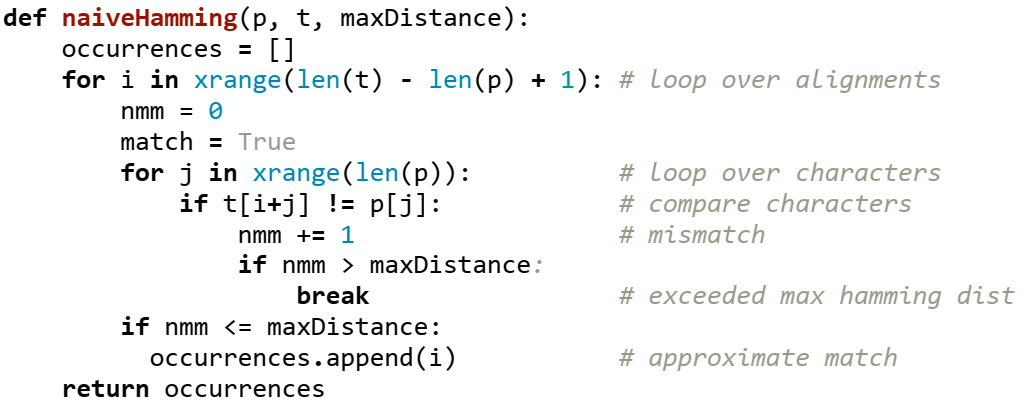 def naiveHamming(p, t, maxDistance):
    occurrences = []
    for i in xrange(len(t) - len(p) + 1): # loop over alignments
        nmm = 0
        match = True
        for j in xrange(len(p)):          # loop over characters
            if t[i+j] != p[j]:            # compare characters
                nmm += 1                  # mismatch
                if nmm > maxDistance:
                    break                 # exceeded max hamming dist
        if nmm <= maxDistance:
          occurrences.append(i)           # approximate match
    return occurrences